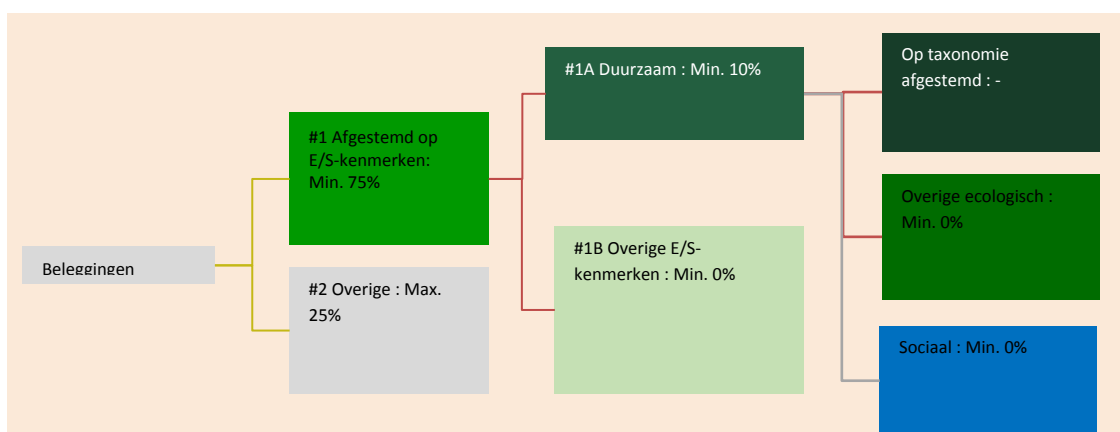 Beleggingen
#1 Afgestemd op
E/S-kenmerken:
Min. 75%
#2 Overige : Max.
25%
#1A Duurzaam : Min. 10%
#1B Overige E/S-
kenmerken : Min. 0%
Op taxonomie
afgestemd : -
Overige ecologisch :
Min. 0%
Sociaal : Min. 0%